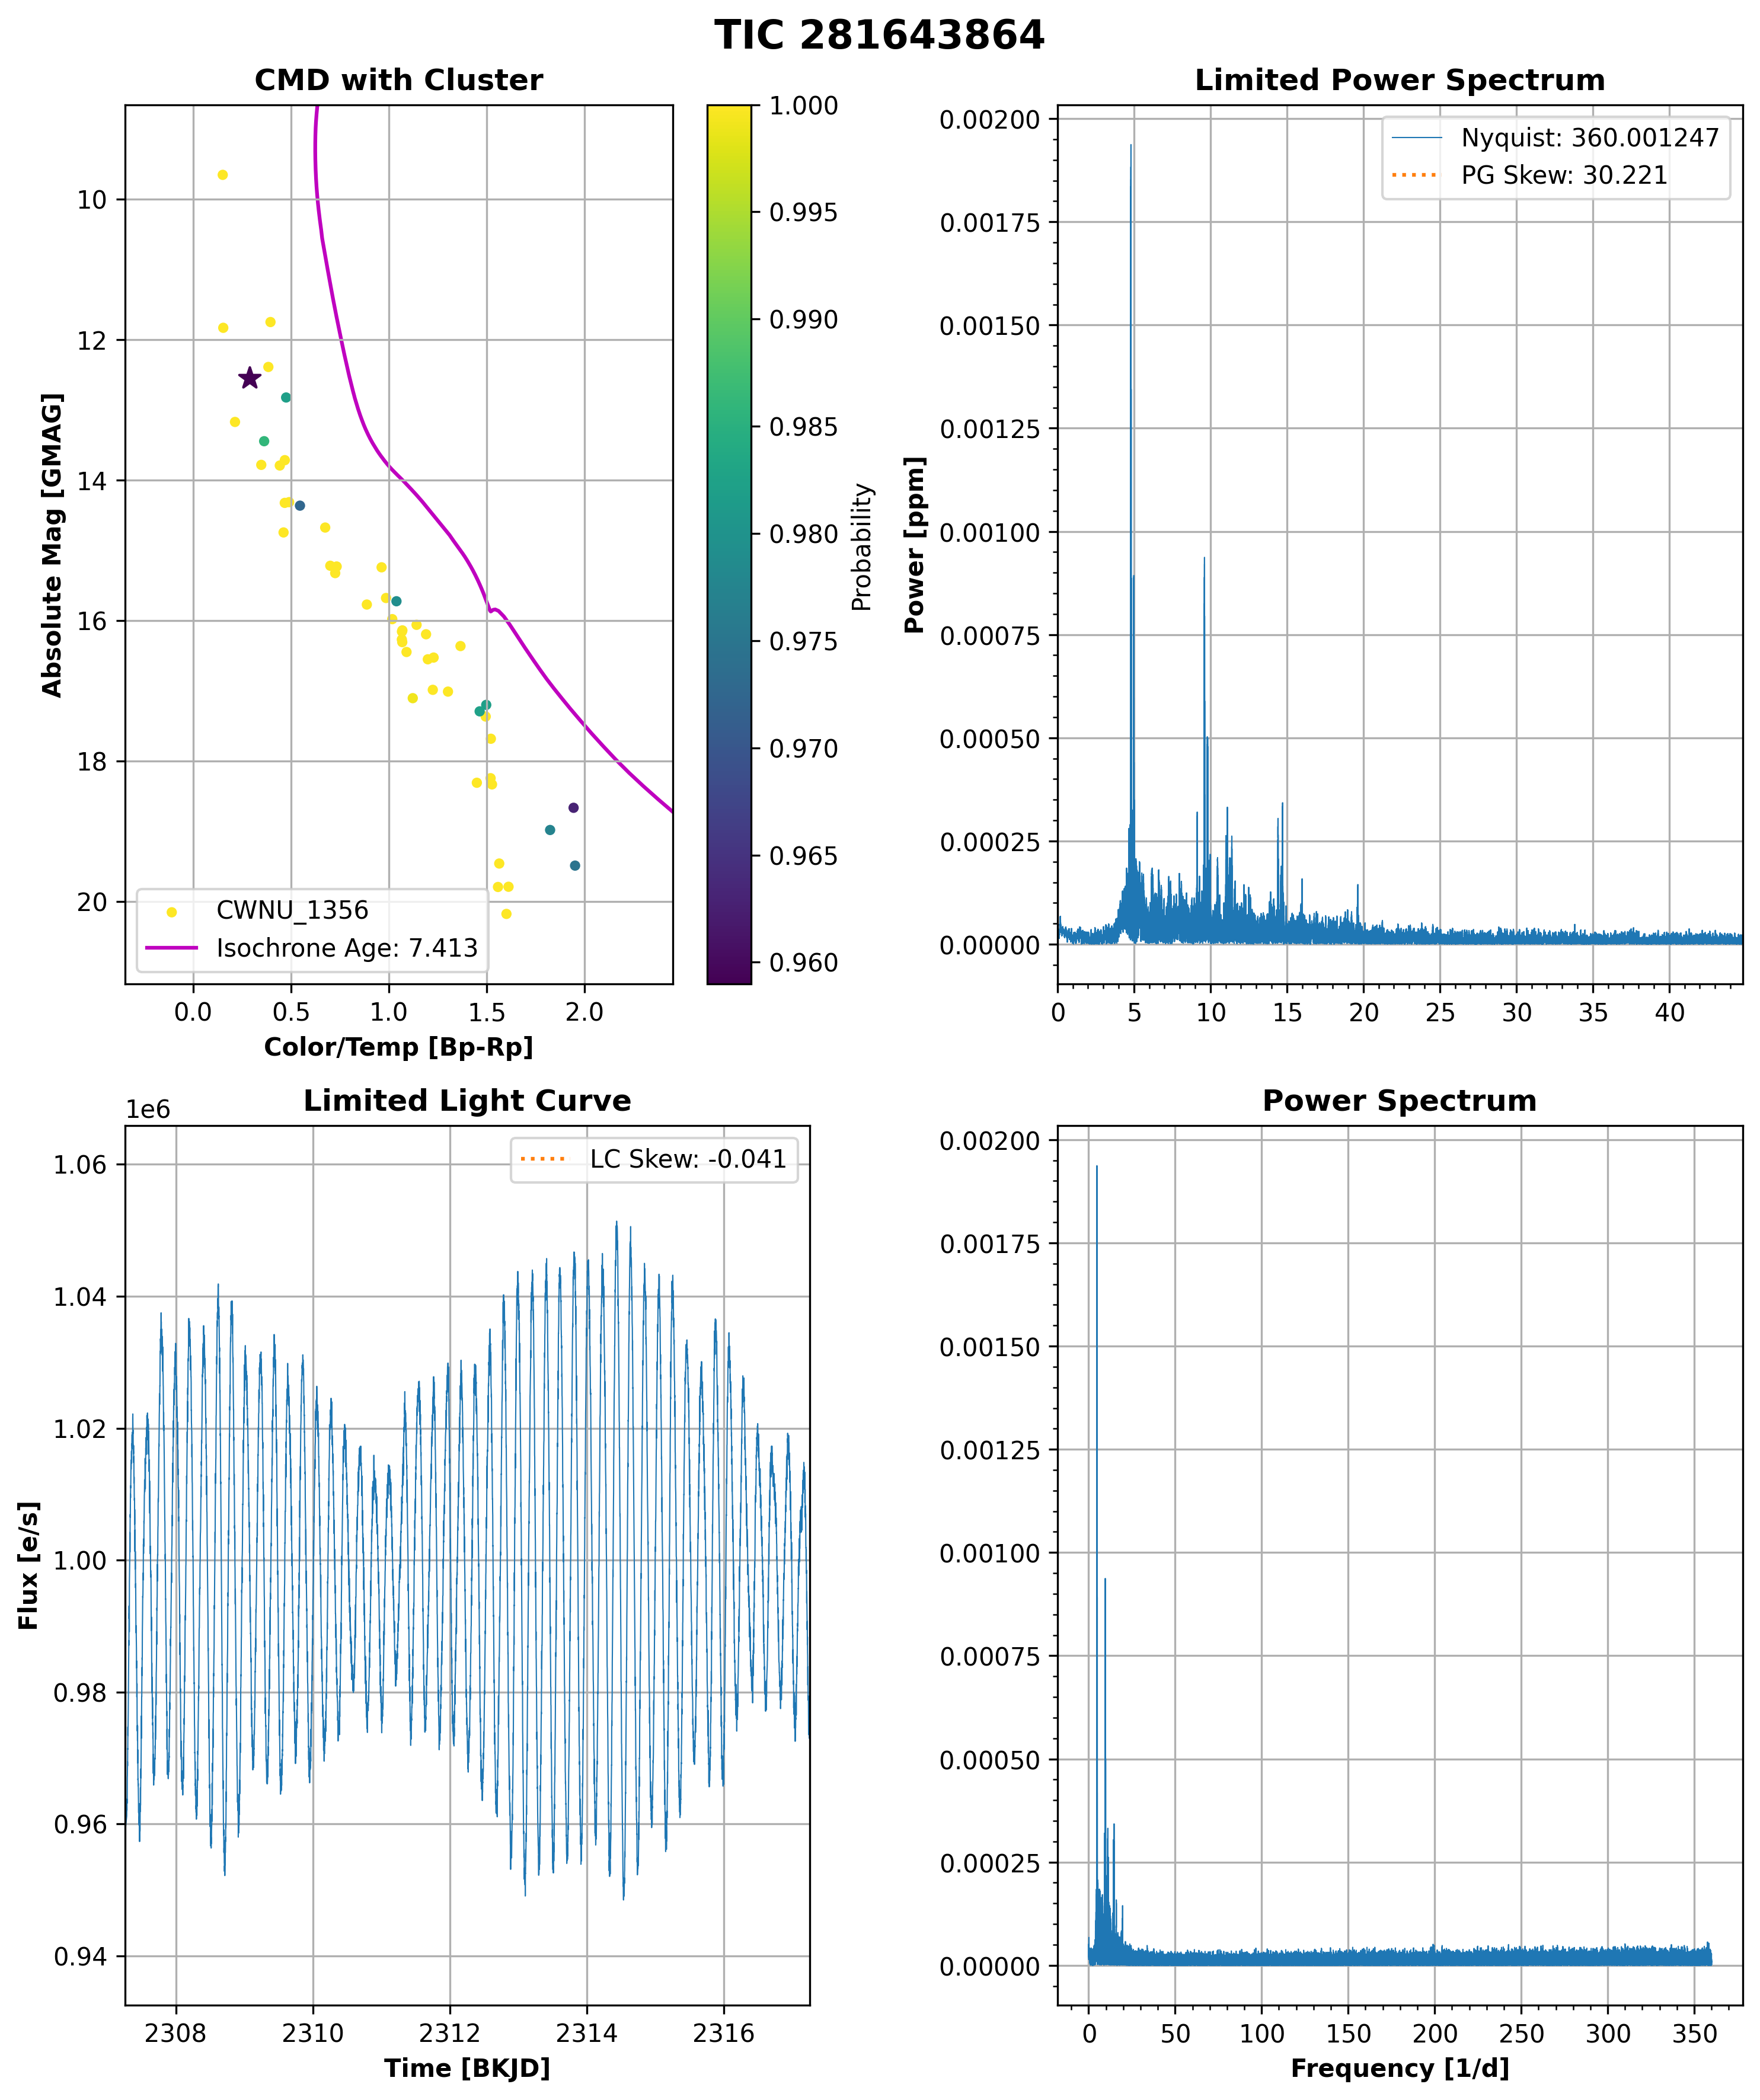 TIC 281643864
CMD with Cluster
10
12
14
16
18
20
0.0 0.5 1.0 1.5 2.0
Absolute Mag [GMAG]
Color/Temp [Bp-Rp]
CWNU_1356
Isochrone Age: 7.413
1.000
0.995
0.990
0.985
0.980
0.975
0.970
0.965
0.960
Probability
Limited Power Spectrum
Nyquist: 360.001247
PG Skew: 30.221
0.00200
0.00175
0.00150
0.00125
0.00100
0.00075
0.00050
0.00025
0.00000
0 5 10 15 20 25 30 35 40
Power [ppm]
Limited Light Curve
1e6
LC Skew: -0.041
1.06
1.04
1.02
1.00
0.98
0.96
0.94
2308 2310 2312 2314 2316
Flux [e/s]
Time [BKJD]
Power Spectrum
0.00200
0.00175
0.00150
0.00125
0.00100
0.00075
0.00050
0.00025
0.00000
0 50 100 150 200 250 300 350
Frequency [1/d]